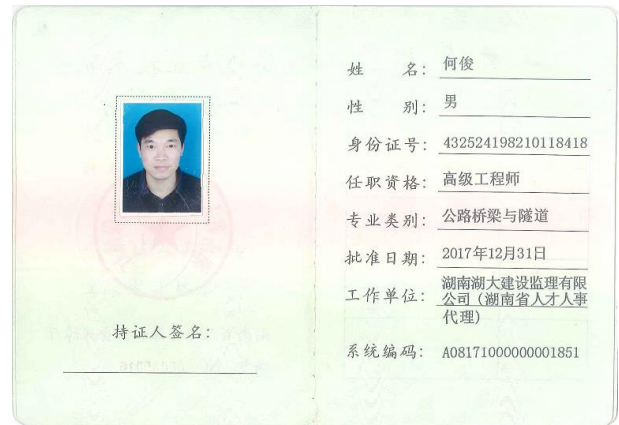 姓 名: 何俊
性 别: 男
身份证号: 432524198210118418
任职资格: 高级工程师
专业类别: 公路桥梁与隧道
批准日期: 2017年12月31日
工作单位: 湖南湖大建设监理有限
公司（湖南省人才人事
代理）
持证人签名:
系统编码: A08171000000001851